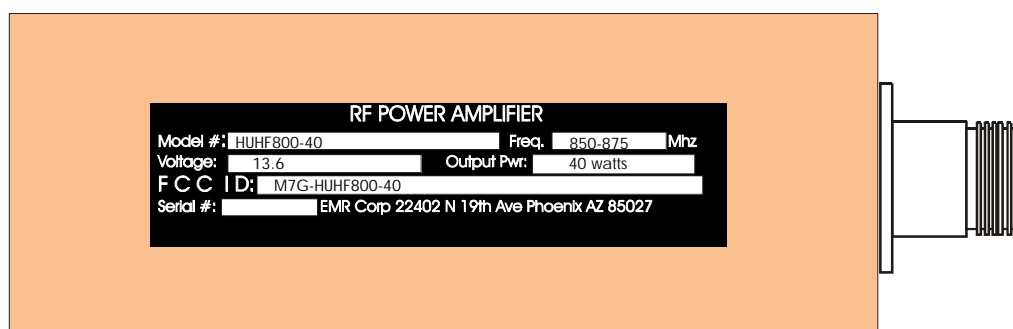 RF POWER AMPLIFIER
Model #: HUHF800-40 Freq. 850-875 Mhz
Voltage: 13.6 Output Pwr: 40 watts
FCC ID: M7G-HUHF800-40
Serial #: EMR Corp 22402 N 19th Ave Phoenix AZ 85027